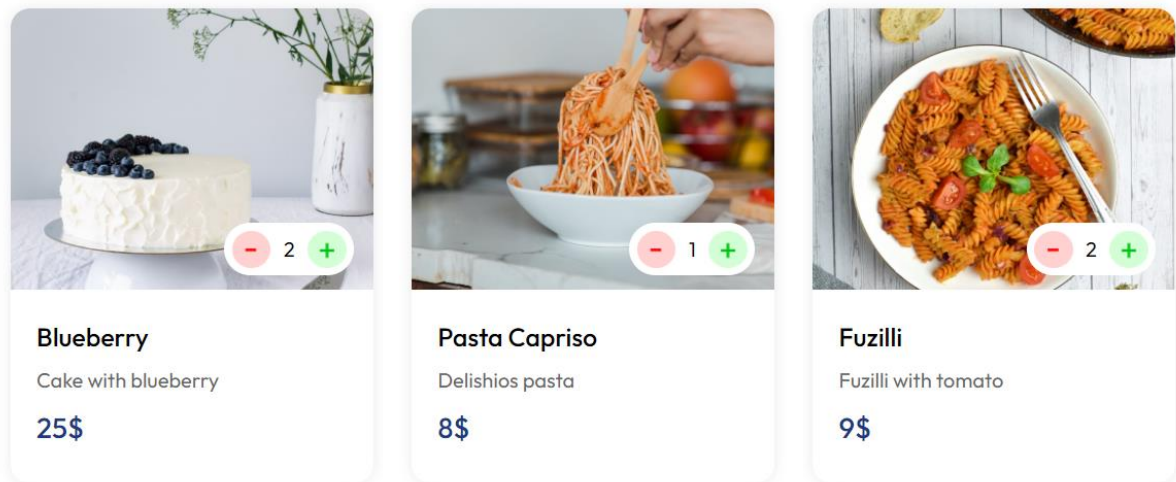 - 2 +
- 1 +
- 2 +
Blueberry
Cake with blueberry
25$
Pasta Capriso
Delishios pasta
8$
Fuzilli
Fuzilli with tomato
9$